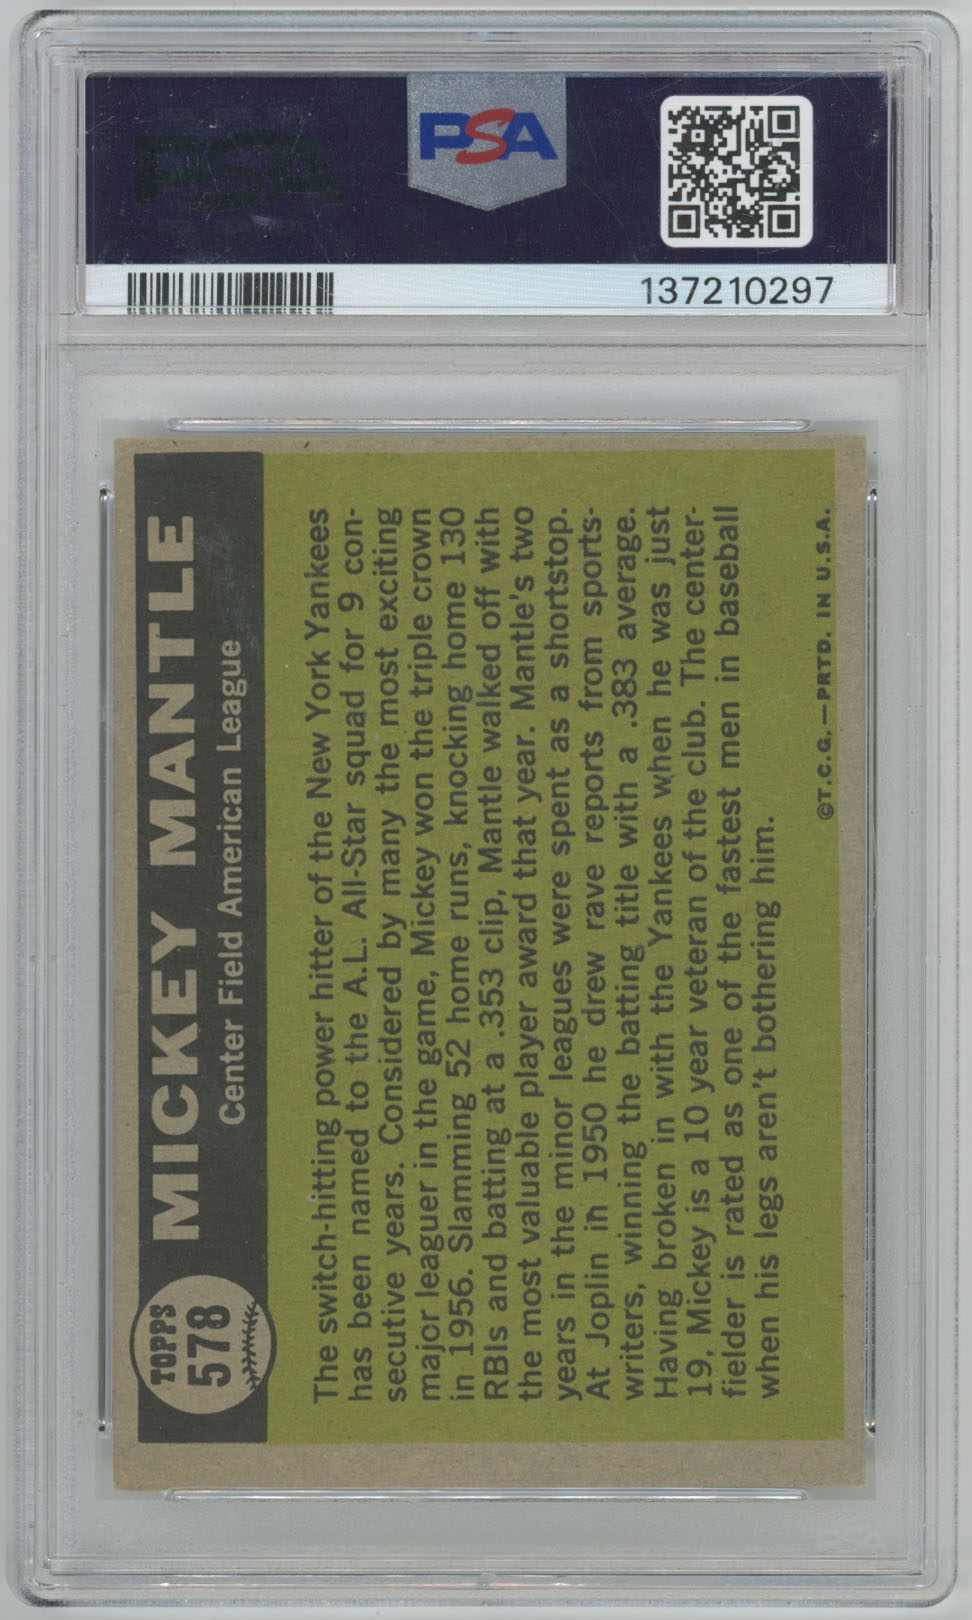 PSA
PSA
137210297
TOPPS
578
MICKEY MANTLE
Center Field American League
The switch-hitting power hitter of the New York Yankees
has been named to the A.L. All-Star squad for 9 con-
secutive years. Considered by many the most exciting
major leaguer in the game, Mickey won the triple crown
in 1956. Slamming 52 home runs, knocking home 130
RBIs and batting at a .353 clip, Mantle walked off with
the most valuable player award that year. Mantle's two
years in the minor leagues were spent as a shortstop.
At Joplin in 1950 he drew rave reports from sports-
writers, winning the batting title with a .383 average.
Having broken in with the Yankees when he was just
19, Mickey is a 10 year veteran of the club. The center-
fielder is rated as one of the fastest men in baseball
when his legs aren't bothering him.
©T.C.G.—PRTD. IN U.S.A.
PSA